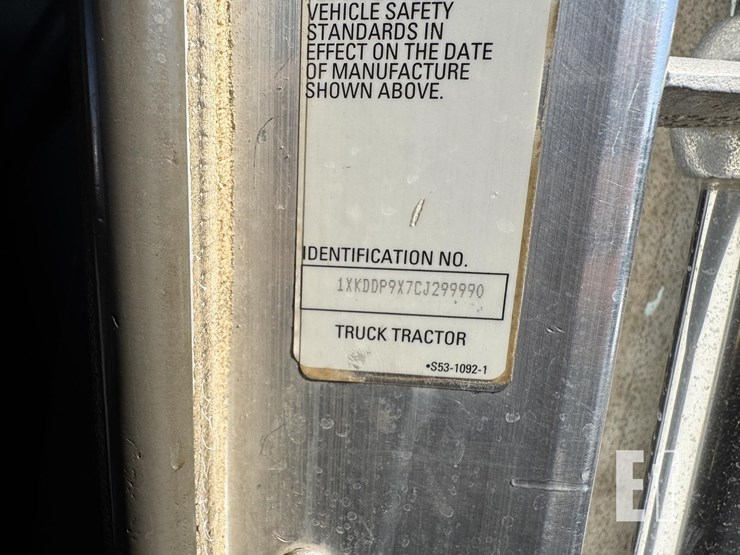 VEHICLE SAFETY
STANDARDS IN
EFFECT ON THE DATE
OF MANUFACTURE
SHOWN ABOVE.
IDENTIFICATION NO.
1XKDDP9X7CJ299990
TRUCK TRACTOR
•S53-1092-1